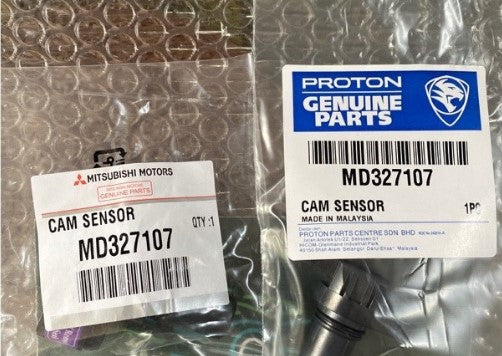 MITSUBISHI MOTORS
GENUINE PARTS
CAM SENSOR
QTY :1
MD327107
PROTON
GENUINE
PARTS
MD327107
CAM SENSOR
1PC
MADE IN MALAYSIA
PROTON PARTS CENTRE SDN BHD